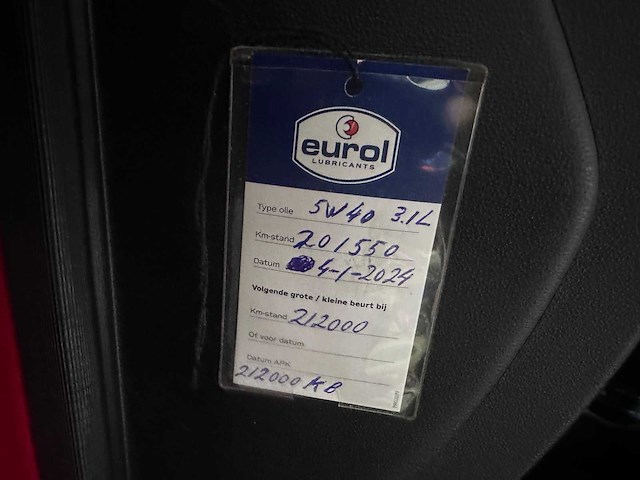 eurol
LUBRICANTS
Type olie 5W40 3.1L
Km-stand 201550
Datum 4-1-2024
Volgende grote / kleine beurt bij
Km-stand 212000
Of voor datum
Datum APK
212000 KB